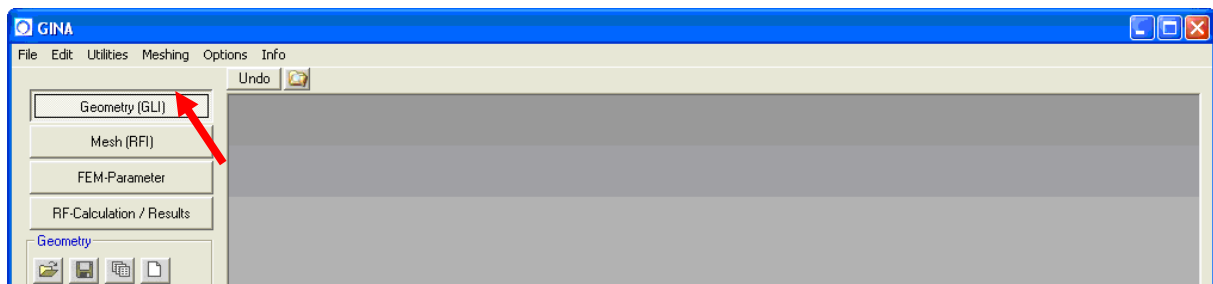 GINA
File Edit Utilities Meshing Options Info
Undo
Geometry (GLI)
Mesh (RFI)
FEM-Parameter
RF-Calculation / Results
Geometry